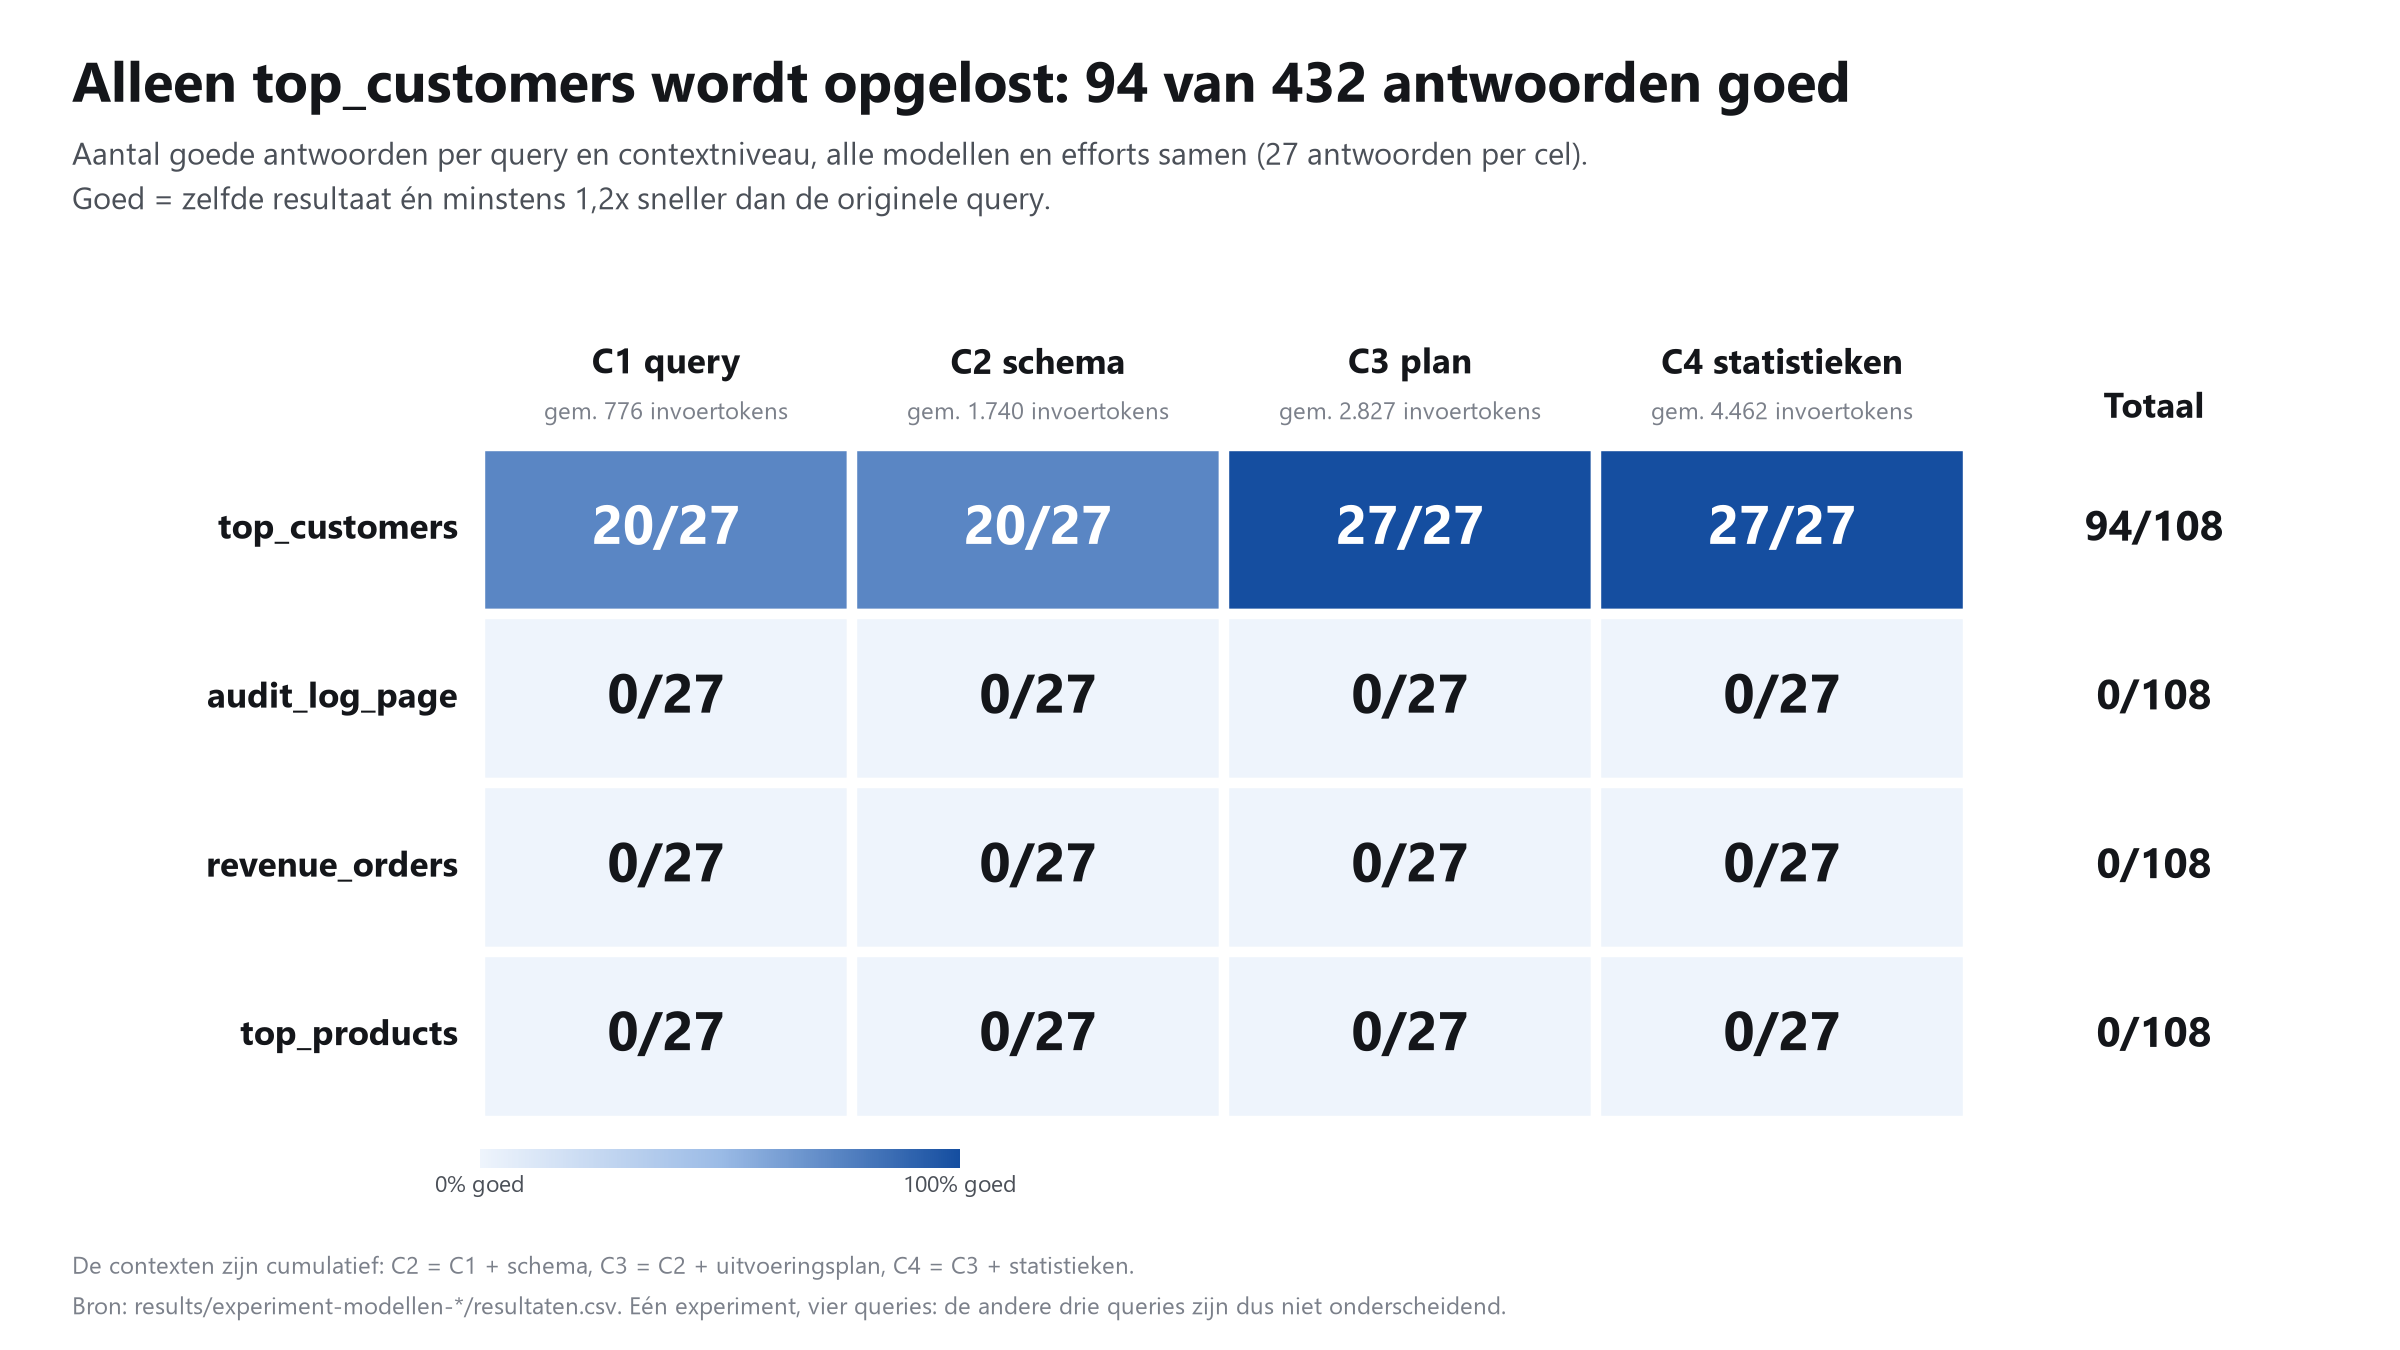 Alleen top_customers wordt opgelost: 94 van 432 antwoorden goed
Aantal goede antwoorden per query en contextniveau, alle modellen en efforts samen (27 antwoorden per cel).
Goed = zelfde resultaat én minstens 1,2x sneller dan de originele query.
C1 query C2 schema C3 plan C4 statistieken
gem. 776 invoertokens gem. 1.740 invoertokens gem. 2.827 invoertokens gem. 4.462 invoertokens Totaal
top_customers 20/27 20/27 27/27 27/27 94/108
audit_log_page 0/27 0/27 0/27 0/27 0/108
revenue_orders 0/27 0/27 0/27 0/27 0/108
top_products 0/27 0/27 0/27 0/27 0/108
0% goed 100% goed
De contexten zijn cumulatief: C2 = C1 + schema, C3 = C2 + uitvoeringsplan, C4 = C3 + statistieken.
Bron: results/experiment-modellen-*/resultaten.csv. Eén experiment, vier queries: de andere drie queries zijn dus niet onderscheidend.